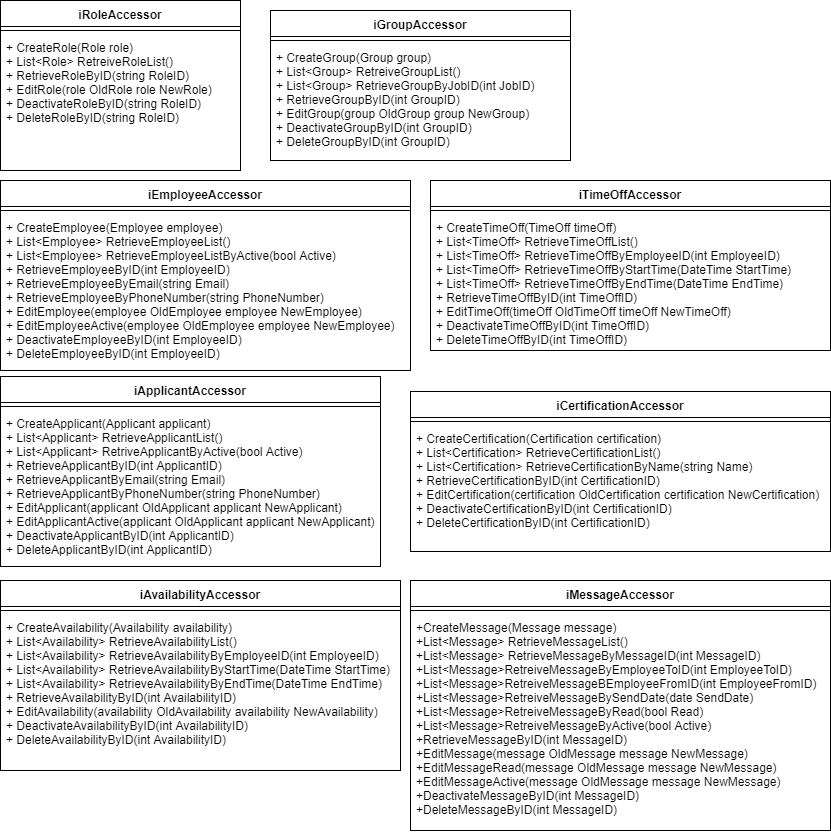 iRoleAccessor
+ CreateRole(Role role)
+ List<Role> RetreiveRoleList()
+ RetrieveRoleByID(string RoleID)
+ EditRole(role OldRole role NewRole)
+ DeactivateRoleByID(string RoleID)
+ DeleteRoleByID(string RoleID)
iGroupAccessor
+ CreateGroup(Group group)
+ List<Group> RetreiveGroupList()
+ List<Group> RetrieveGroupByJobID(int JobID)
+ RetrieveGroupByID(int GroupID)
+ EditGroup(group OldGroup group NewGroup)
+ DeactivateGroupByID(int GroupID)
+ DeleteGroupByID(int GroupID)
iEmployeeAccessor
+ CreateEmployee(Employee employee)
+ List<Employee> RetrieveEmployeeList()
+ List<Employee> RetrieveEmployeeListByActive(bool Active)
+ RetrieveEmployeeByID(int EmployeeID)
+ RetrieveEmployeeByEmail(string Email)
+ RetrieveEmployeeByPhoneNumber(string PhoneNumber)
+ EditEmployee(employee OldEmployee employee NewEmployee)
+ EditEmployeeActive(employee OldEmployee employee NewEmployee)
+ DeactivateEmployeeByID(int EmployeeID)
+ DeleteEmployeeByID(int EmployeeID)
iTimeOffAccessor
+ CreateTimeOff(TimeOff timeOff)
+ List<TimeOff> RetrieveTimeOffList()
+ List<TimeOff> RetrieveTimeOffByEmployeeID(int EmployeeID)
+ List<TimeOff> RetrieveTimeOffByStartTime(DateTime StartTime)
+ List<TimeOff> RetrieveTimeOffByEndTime(DateTime EndTime)
+ RetrieveTimeOffByID(int TimeOffID)
+ EditTimeOff(timeOff OldTimeOff timeOff NewTimeOff)
+ DeactivateTimeOffByID(int TimeOffID)
+ DeleteTimeOffByID(int TimeOffID)
iApplicantAccessor
+ CreateApplicant(Applicant applicant)
+ List<Applicant> RetrieveApplicantList()
+ List<Applicant> RetriveApplicantByActive(bool Active)
+ RetrieveApplicantByID(int ApplicantID)
+ RetrieveApplicantByEmail(string Email)
+ RetrieveApplicantByPhoneNumber(string PhoneNumber)
+ EditApplicant(applicant OldApplicant applicant NewApplicant)
+ EditApplicantActive(applicant OldApplicant applicant NewApplicant)
+ DeactivateApplicantByID(int ApplicantID)
+ DeleteApplicantByID(int ApplicantID)
iCertificationAccessor
+ CreateCertification(Certification certification)
+ List<Certification> RetrieveCertificationList()
+ List<Certification> RetrieveCertificationByName(string Name)
+ RetrieveCertificationByID(int CertificationID)
+ EditCertification(certification OldCertification certification NewCertification)
+ DeactivateCertificationByID(int CertificationID)
+ DeleteCertificationByID(int CertificationID)
iAvailabilityAccessor
+ CreateAvailability(Availability availability)
+ List<Availability> RetrieveAvailabilityList()
+ List<Availability> RetrieveAvailabilityByEmployeeID(int EmployeeID)
+ List<Availability> RetrieveAvailabilityByStartTime(DateTime StartTime)
+ List<Availability> RetrieveAvailabilityByEndTime(DateTime EndTime)
+ RetrieveAvailabilityByID(int AvailabilityID)
+ EditAvailability(availability OldAvailability availability NewAvailability)
+ DeactivateAvailabilityByID(int AvailabilityID)
+ DeleteAvailabilityByID(int AvailabilityID)
iMessageAccessor
+CreateMessage(Message message)
+List<Message> RetrieveMessageList()
+List<Message> RetrieveMessageByMessageID(int MessageID)
+List<Message>RetreiveMessageByEmployeeToID(int EmployeeToID)
+List<Message>RetreiveMessageBEmployeeFromID(int EmployeeFromID)
+List<Message>RetreiveMessageBySendDate(date SendDate)
+List<Message>RetreiveMessageByRead(bool Read)
+List<Message>RetreiveMessageByActive(bool Active)
+RetrieveMessageByID(int MessageID)
+EditMessage(message OldMessage message NewMessage)
+EditMessageRead(message OldMessage message NewMessage)
+EditMessageActive(message OldMessage message NewMessage)
+DeactivateMessageByID(int MessageID)
+DeleteMessageByID(int MessageID)